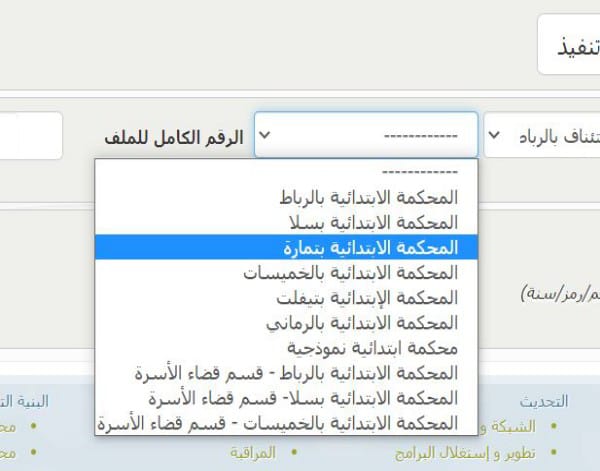 تنفيذ
بالرباط
------------
الرقم الكامل للملف
------------
المحكمة الابتدائية بالرباط
المحكمة الابتدائية بسلا
المحكمة الابتدائية بتمارة
المحكمة الابتدائية بالخميسات
المحكمة الإبتدائية بتيفلت
المحكمة الابتدائية بالرماني
محكمة ابتدائية نموذجية
المحكمة الابتدائية بالرباط - قسم قضاء الأسرة
المحكمة الابتدائية بسلا- قسم قضاء الأسرة
المحكمة الابتدائية بالخميسات - قسم قضاء الأسرة
م/رمز/سنة)
التحديث
الشبكة و
تطوير و إستغلال البرامج
المراقبة
البنية